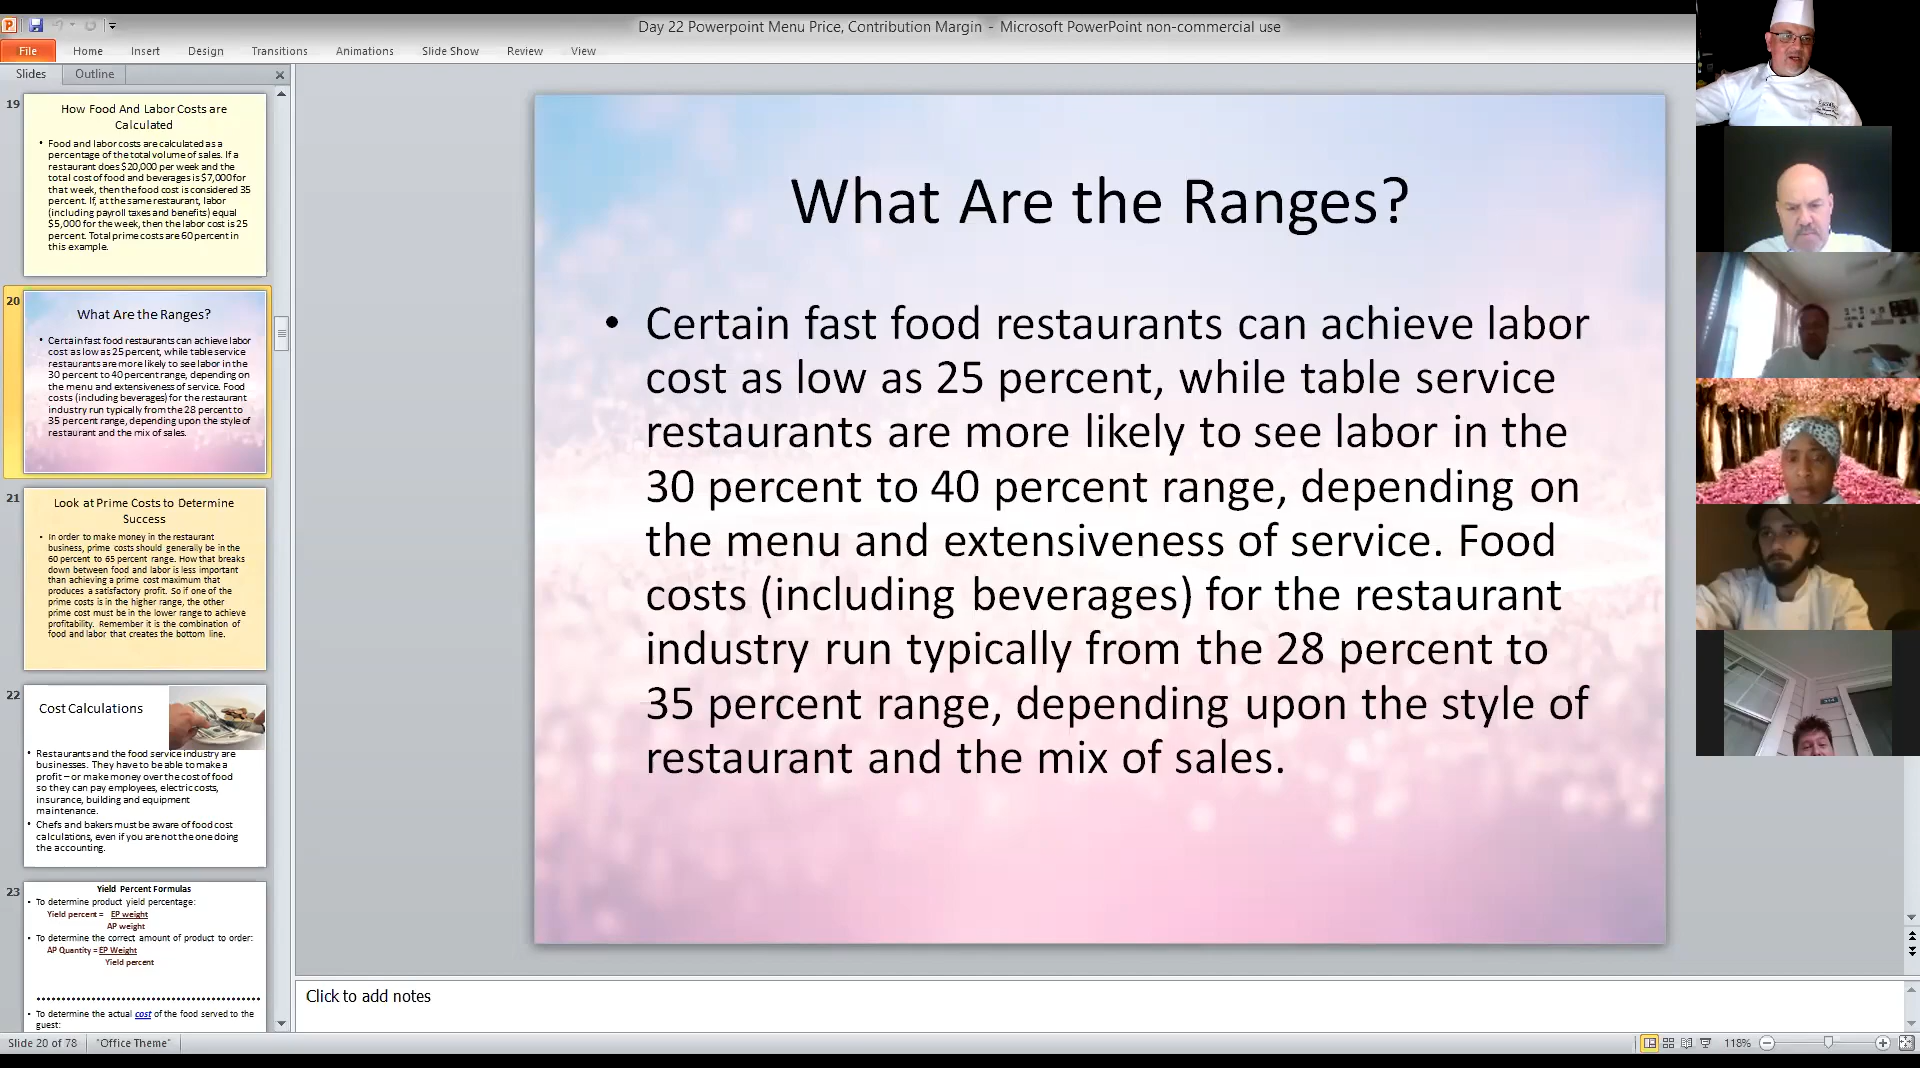 Day 22 Powerpoint Menu Price, Contribution Margin - Microsoft PowerPoint non-commercial use
File Home Insert Design Transitions Animations Slide Show Review View
Slides Outline
19
How Food And Labor Costs are
Calculated
• Food and labor costs are calculated as a
percentage of the total volume of sales. If a
restaurant does $20,000 per week and the
total cost of food and beverages is $7,000 for
that week, then the food cost is considered 35
percent. If, at the same restaurant, labor
(including payroll taxes and benefits) equal
$5,000 for the week, then the labor cost is 25
percent. Total prime costs are 60 percent in
this example.
20
What Are the Ranges?
• Certain fast food restaurants can achieve labor
cost as low as 25 percent, while table service
restaurants are more likely to see labor in the
30 percent to 40 percent range, depending on
the menu and extensiveness of service. Food
costs (including beverages) for the restaurant
industry run typically from the 28 percent to
35 percent range, depending upon the style of
restaurant and the mix of sales.
21
Look at Prime Costs to Determine
Success
• In order to make money in the restaurant
business, prime costs should generally be in the
60 percent to 65 percent range. How that breaks
down between food and labor is less important
than achieving a prime cost maximum that
produces a satisfactory profit. So if one of the
prime costs is in the higher range, the other
prime cost must be in the lower range to achieve
profitability. Remember it is the combination of
food and labor that creates the bottom line.
22
Cost Calculations
• Restaurants and the food service industry are
businesses. They have to be able to make a
profit – or make money over the cost of food
so they can pay employees, electric costs,
insurance, building and equipment
maintenance.
• Chefs and bakers must be aware of food cost
calculations, even if you are not the one doing
the accounting.
23
Yield Percent Formulas
• To determine product yield percentage:
Yield percent = EP weight
AP weight
• To determine the correct amount of product to order:
AP Quantity = EP Weight
Yield percent
• To determine the actual cost of the food served to the
guest:
What Are the Ranges?
• Certain fast food restaurants can achieve labor
cost as low as 25 percent, while table service
restaurants are more likely to see labor in the
30 percent to 40 percent range, depending on
the menu and extensiveness of service. Food
costs (including beverages) for the restaurant
industry run typically from the 28 percent to
35 percent range, depending upon the style of
restaurant and the mix of sales.
Click to add notes
Slide 20 of 78 "Office Theme" 118%